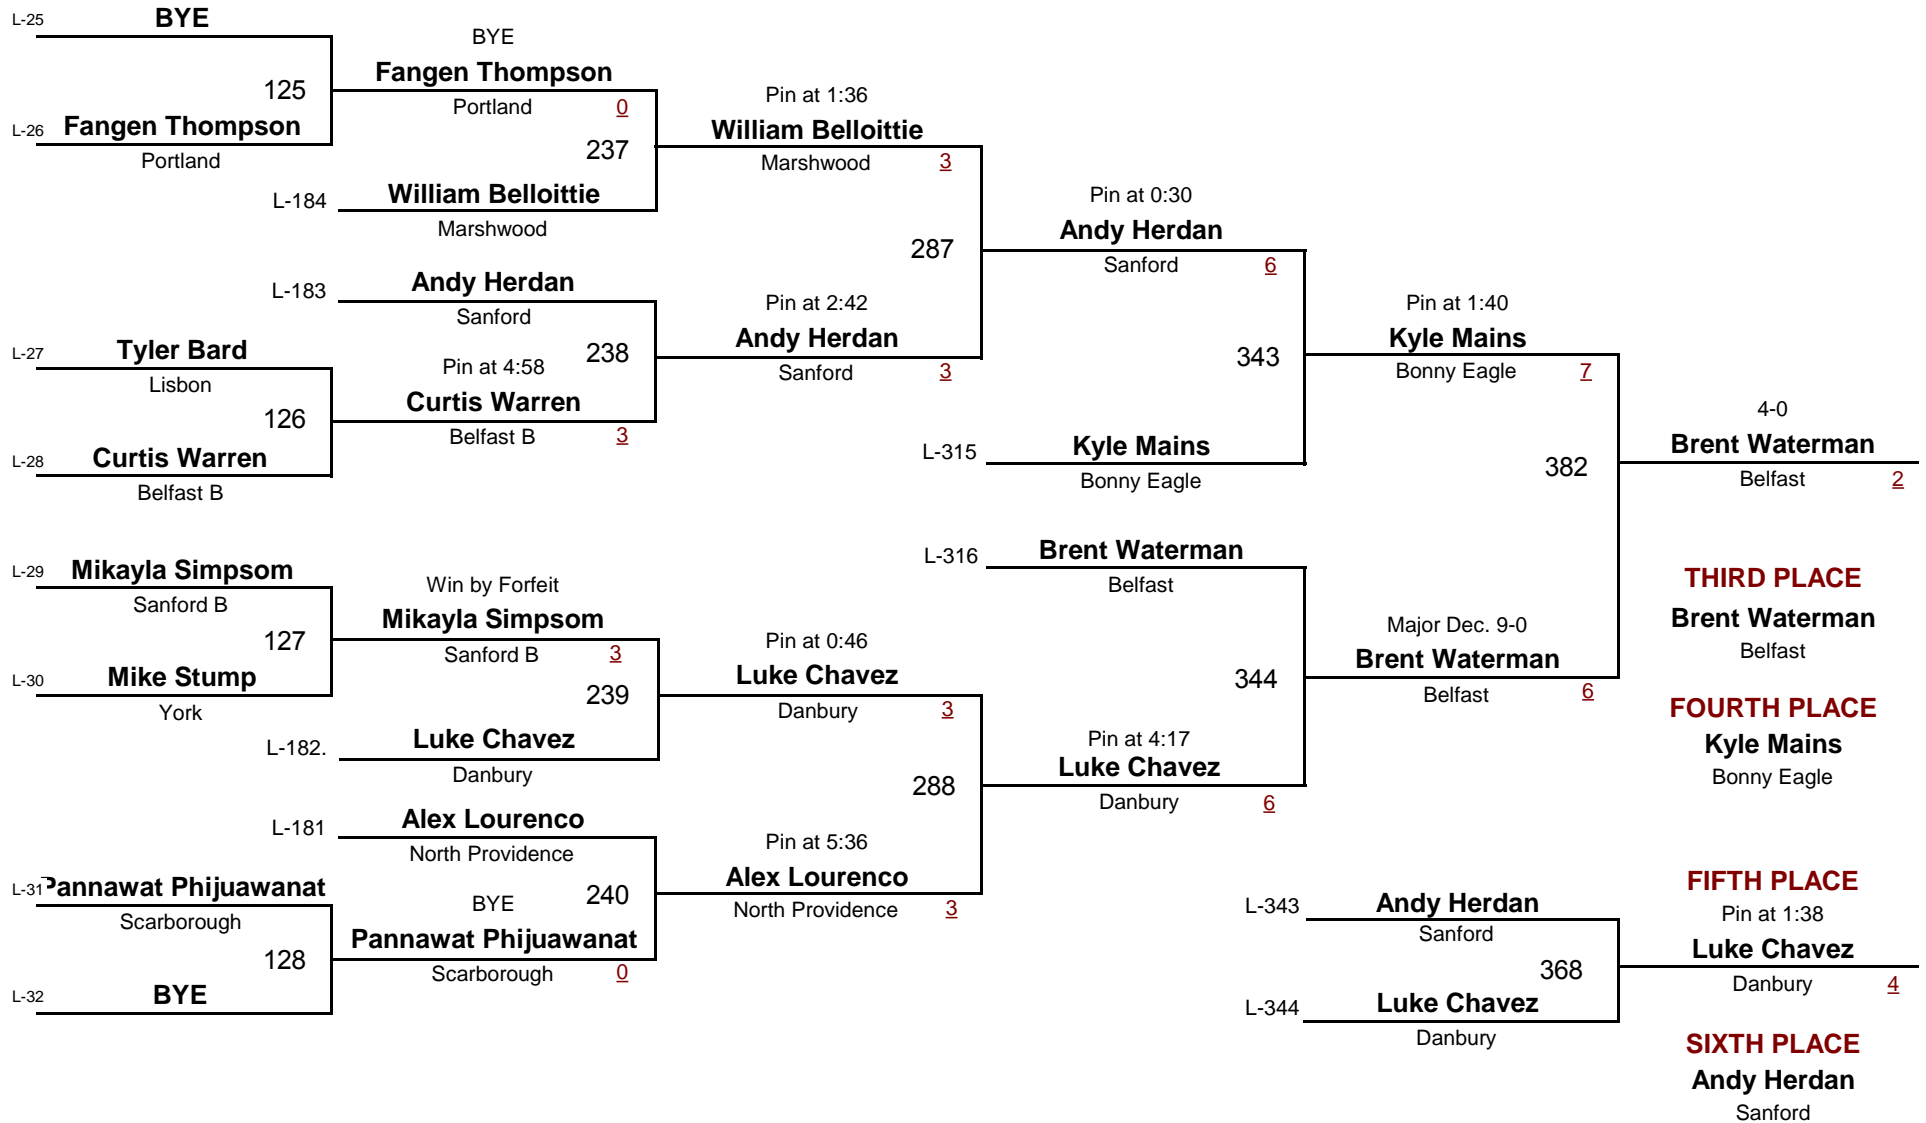 L-25 BYE
125
L-26 Fangen Thompson
Portland
BYE
Fangen Thompson
Portland 0
237
L-184 William Belloittie
Marshwood
Pin at 1:36
William Belloittie
Marshwood 3
L-183 Andy Herdan
Sanford
L-27 Tyler Bard
Lisbon
126
L-28 Curtis Warren
Belfast B
238
Pin at 4:58
Curtis Warren
Belfast B 3
Pin at 2:42
Andy Herdan
Sanford 3
287
Pin at 0:30
Andy Herdan
Sanford 6
343
L-315 Kyle Mains
Bonny Eagle
Pin at 1:40
Kyle Mains
Bonny Eagle 7
382
4-0
Brent Waterman
Belfast 2
L-29 Mikayla Simpsom
Sanford B
127
L-30 Mike Stump
York
Win by Forfeit
Mikayla Simpsom
Sanford B 3
239
L-182. Luke Chavez
Danbury
Pin at 0:46
Luke Chavez
Danbury 3
L-181 Alex Lourenco
North Providence
L-31 Pannawat Phijuawanat
Scarborough
128
L-32 BYE
240
BYE
Pannawat Phijuawanat
Scarborough 0
Pin at 5:36
Alex Lourenco
North Providence 3
288
L-316 Brent Waterman
Belfast
344
Pin at 4:17
Luke Chavez
Danbury 6
Major Dec. 9-0
Brent Waterman
Belfast 6
THIRD PLACE
Brent Waterman
Belfast
FOURTH PLACE
Kyle Mains
Bonny Eagle
L-343 Andy Herdan
Sanford
368
L-344 Luke Chavez
Danbury
FIFTH PLACE
Pin at 1:38
Luke Chavez
Danbury 4
SIXTH PLACE
Andy Herdan
Sanford